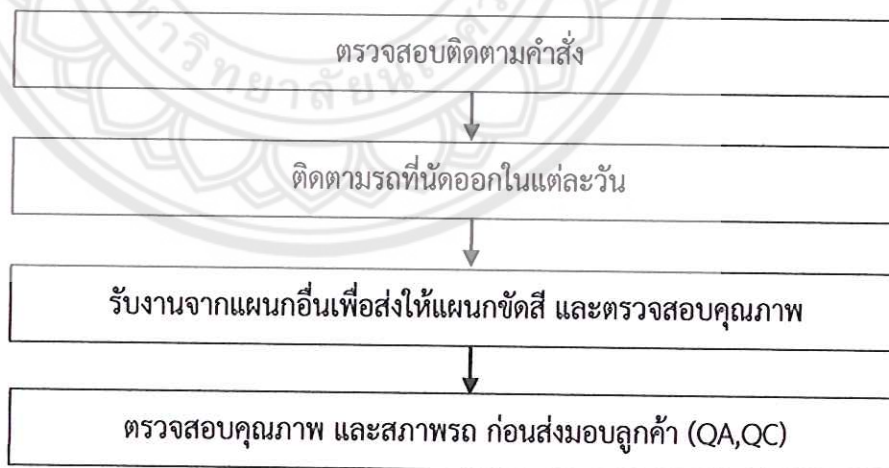 ตรวจสอบติดตามคำสั่ง
ติดตามรถที่นัดออกในแต่ละวัน
รับงานจากแผนกอื่นเพื่อส่งให้แผนกขัดสี และตรวจสอบคุณภาพ
ตรวจสอบคุณภาพ และสภาพรถ ก่อนส่งมอบลูกค้า (QA,QC)